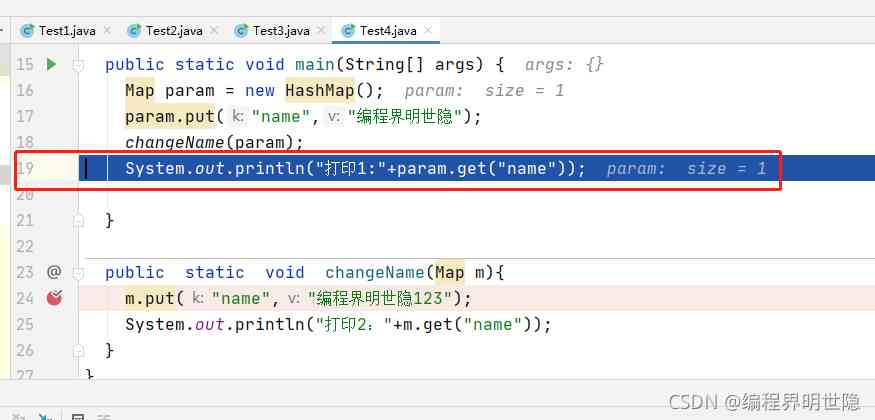 Test1.java Test2.java Test3.java Test4.java
15 public static void main(String[] args) { args: {}
16 Map param = new HashMap(); param: size = 1
17 param.put( k: "name", v: "编程界明世隐");
18 changeName(param);
19 System.out.println("打印1:"+param.get("name")); param: size = 1
20
21 }
22
23 @ public static void changeName(Map m){
24 m.put( k: "name", v: "编程界明世隐123");
25 System.out.println("打印2: "+m.get("name"));
26 }
27 }
CSDN @编程界明世隐